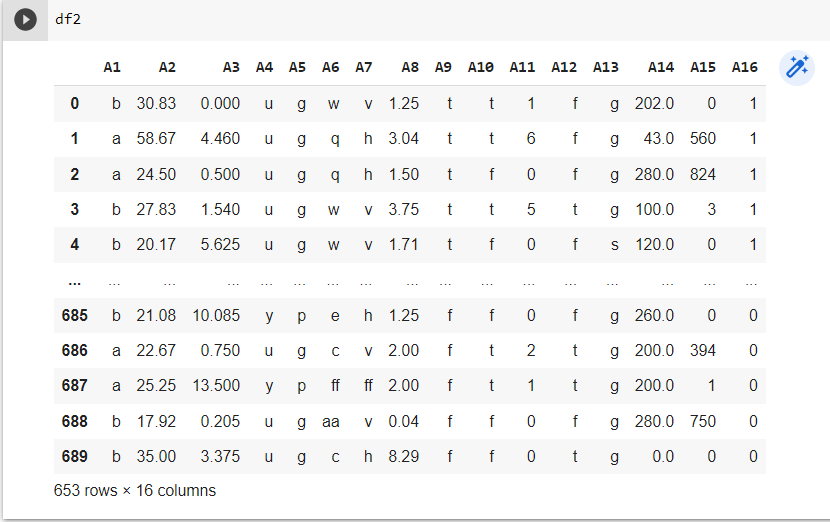 df2
A1 A2 A3 A4 A5 A6 A7 A8 A9 A10 A11 A12 A13 A14 A15 A16
0 b 30.83 0.000 u g w v 1.25 t t 1 f g 202.0 0 1
1 a 58.67 4.460 u g q h 3.04 t t 6 f g 43.0 560 1
2 a 24.50 0.500 u g q h 1.50 t f 0 f g 280.0 824 1
3 b 27.83 1.540 u g w v 3.75 t t 5 t g 100.0 3 1
4 b 20.17 5.625 u g w v 1.71 t f 0 f s 120.0 0 1
... ... ... ... ... ... ... ... ... ... ... ... ... ... ... ... ...
685 b 21.08 10.085 y p e h 1.25 f f 0 f g 260.0 0 0
686 a 22.67 0.750 u g c v 2.00 f t 2 t g 200.0 394 0
687 a 25.25 13.500 y p ff ff 2.00 f t 1 t g 200.0 1 0
688 b 17.92 0.205 u g aa v 0.04 f f 0 f g 280.0 750 0
689 b 35.00 3.375 u g c h 8.29 f f 0 t g 0.0 0 0
653 rows × 16 columns